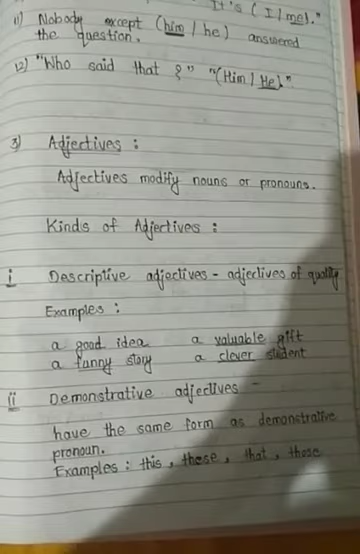 It's (I/me)."
11) Nobody except (him/he) answered
the question.
12) "Who said that?" "(Him/He)."
3) Adjectives :
Adjectives modify nouns or pronouns.
Kinds of Adjectives :
i Descriptive adjectives - adjectives of quality
Examples :
a good idea a valuable gift
a funny story a clever student
ii Demonstrative adjectives -
have the same form as demonstrative
pronoun.
Examples : this, these, that, those